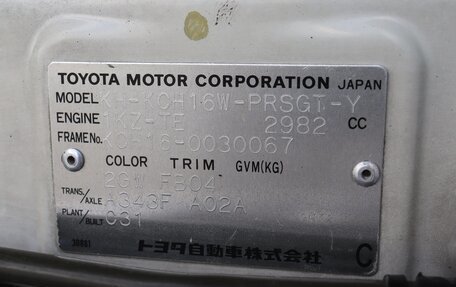 TOYOTA MOTOR CORPORATION JAPAN
MODEL KH-KCH16W-PRSGT-Y
ENGINE 1KZ-TE 2982 CC
FRAME No. KCH16-0030067
COLOR TRIM GVM(KG)
2GW FB04
TRANS./AXLE A343F A02A
PLANT/BUILT C31
トヨタ自動車株式会社 C